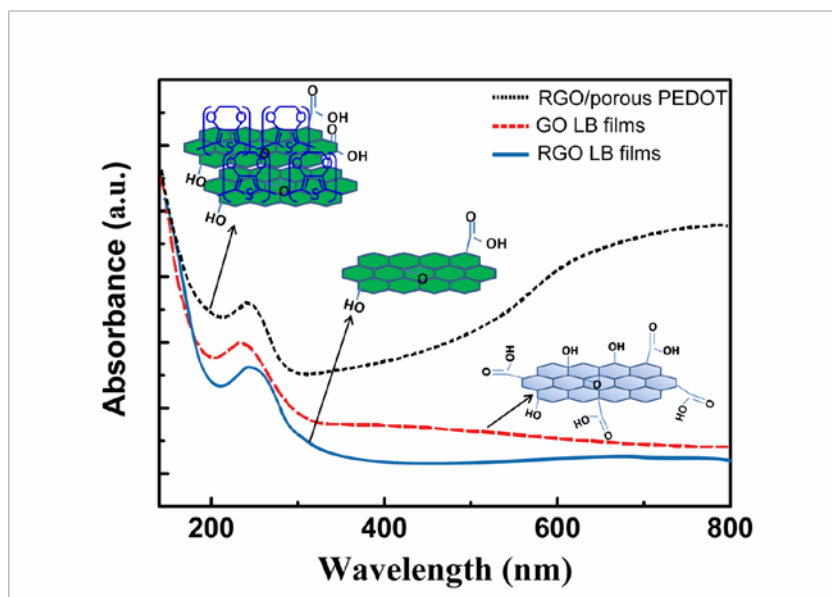 RGO/porous PEDOT
GO LB films
RGO LB films
O
OH
O
OH
O
O
O
O
S
S
O
O
O
O
O
HO
S
O
S
HO
O
OH
O
HO
O
OH
OH
OH
O
OH
O
O
HO
O
HO
HO
O
Absorbance (a.u.)
200
400
600
800
Wavelength (nm)